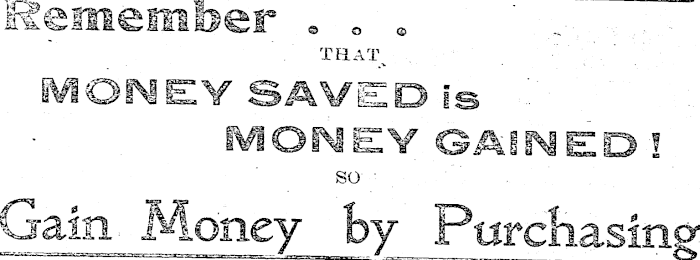 Remember . . .
THAT
MONEY SAVED is
MONEY GAINED!
SO
Gain Money by Purchasing